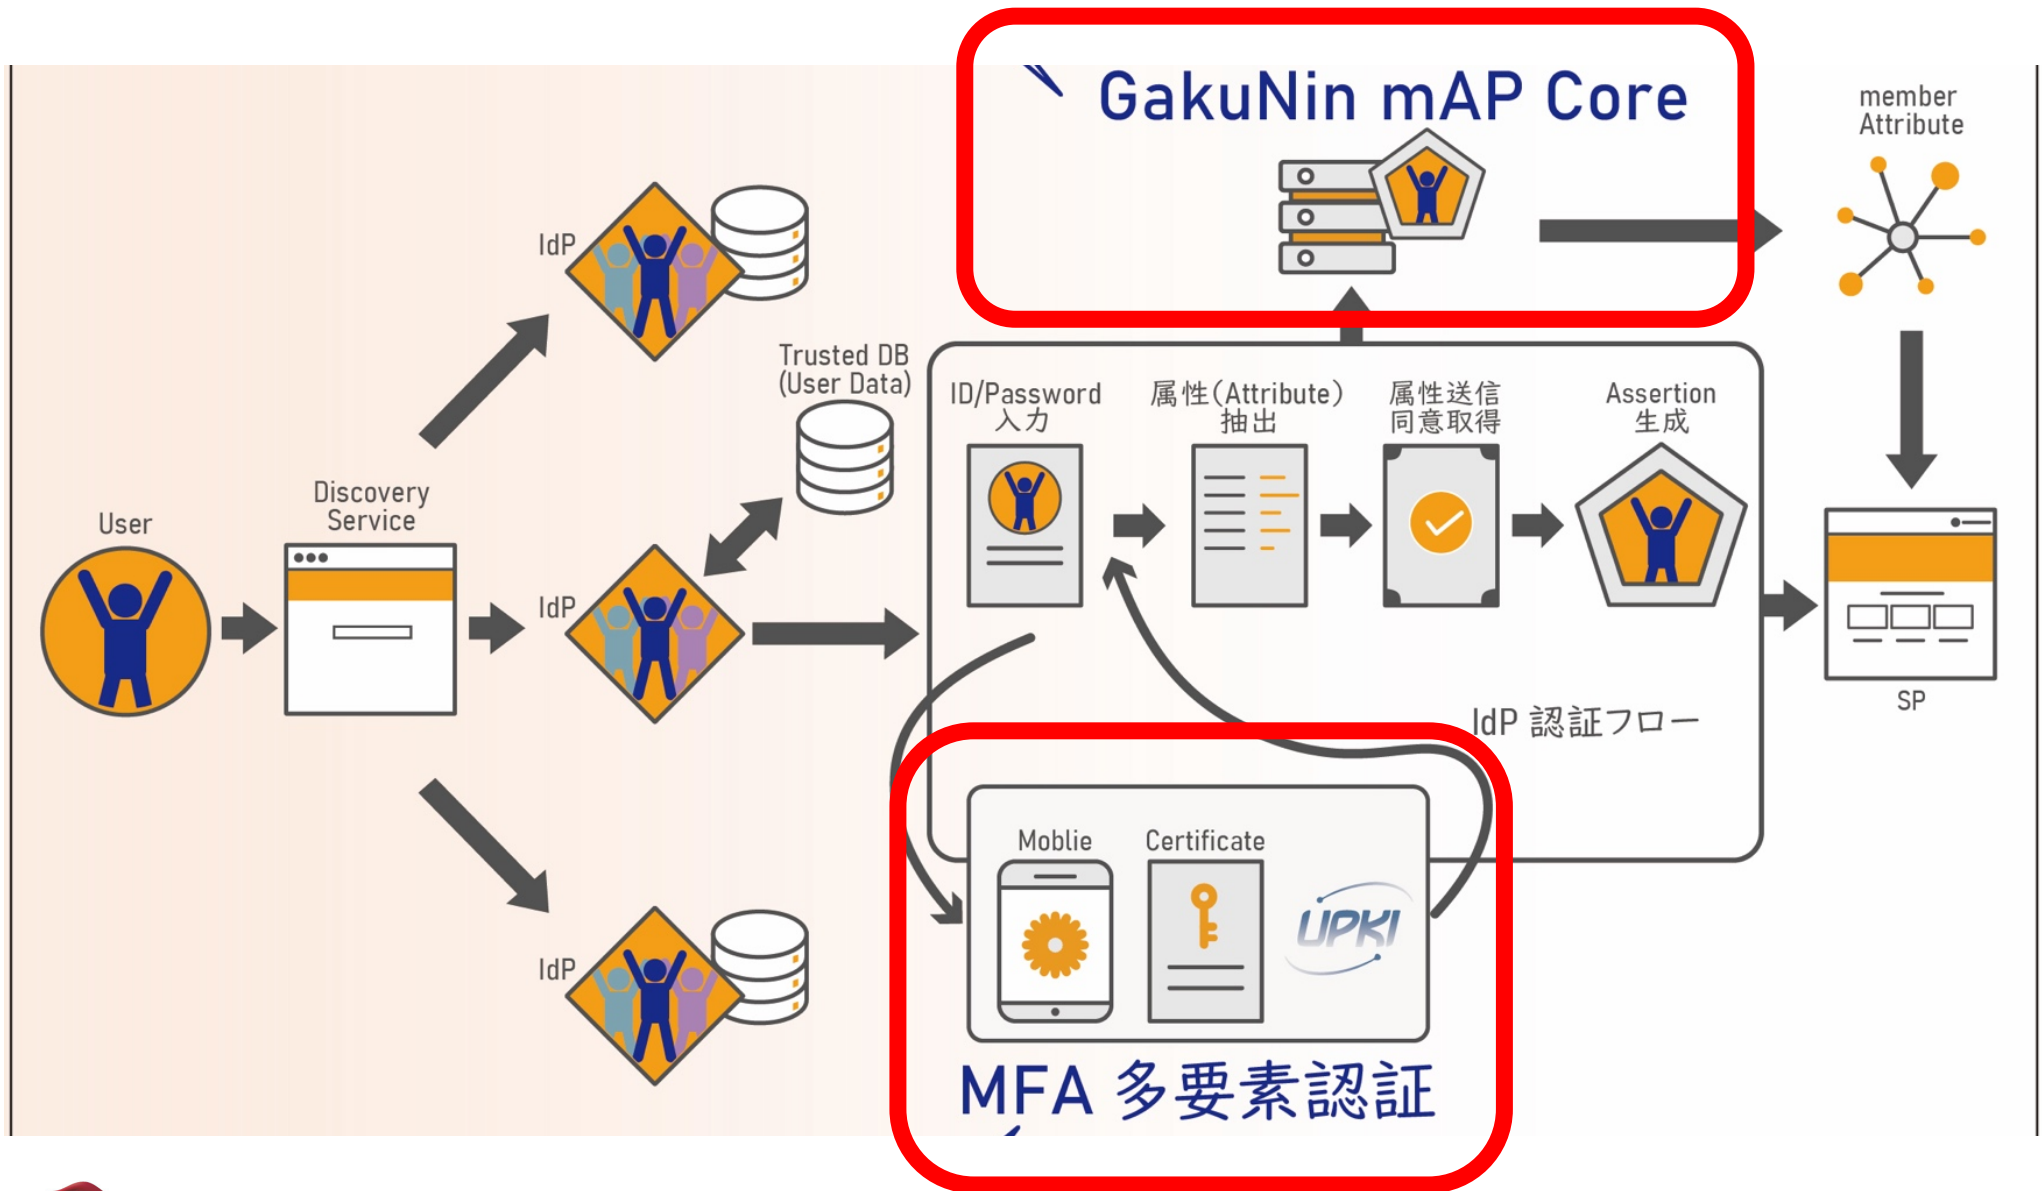 GakuNin mAP Core
member
Attribute
IdP
Trusted DB
(User Data)
ID/Password
入力
属性(Attribute)
抽出
属性送信
同意取得
Assertion
生成
Discovery
Service
User
IdP
SP
IdP 認証フロー
Moblie
Certificate
UPKI
IdP
MFA 多要素認証